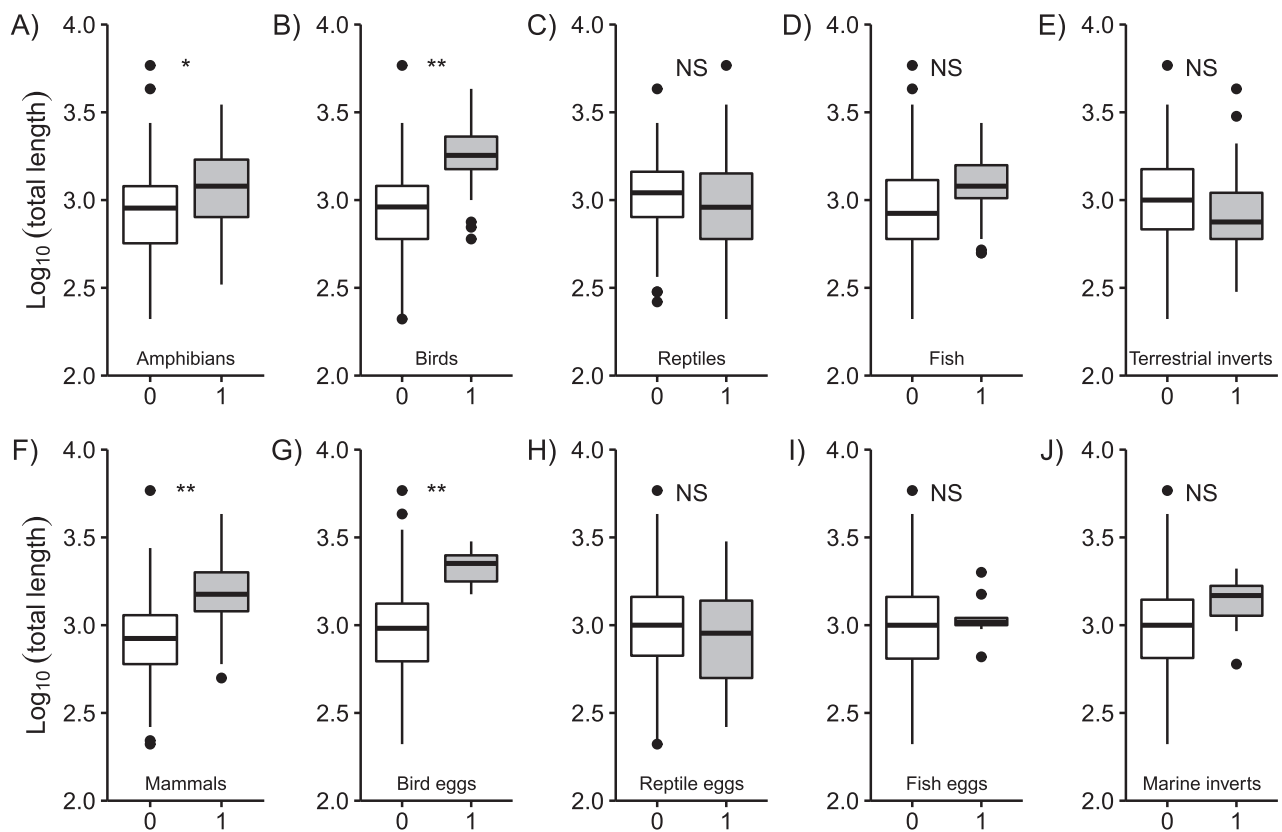 A)
Log10 (total length)
4.0
3.5
3.0
2.5
2.0
*
Amphibians
0 1
B)
4.0
3.5
3.0
2.5
2.0
**
Birds
0 1
C)
4.0
3.5
3.0
2.5
2.0
NS
Reptiles
0 1
D)
4.0
3.5
3.0
2.5
2.0
NS
Fish
0 1
E)
4.0
3.5
3.0
2.5
2.0
NS
Terrestrial inverts
0 1
F)
Log10 (total length)
4.0
3.5
3.0
2.5
2.0
**
Mammals
0 1
G)
4.0
3.5
3.0
2.5
2.0
**
Bird eggs
0 1
H)
4.0
3.5
3.0
2.5
2.0
NS
Reptile eggs
0 1
I)
4.0
3.5
3.0
2.5
2.0
NS
Fish eggs
0 1
J)
4.0
3.5
3.0
2.5
2.0
NS
Marine inverts
0 1